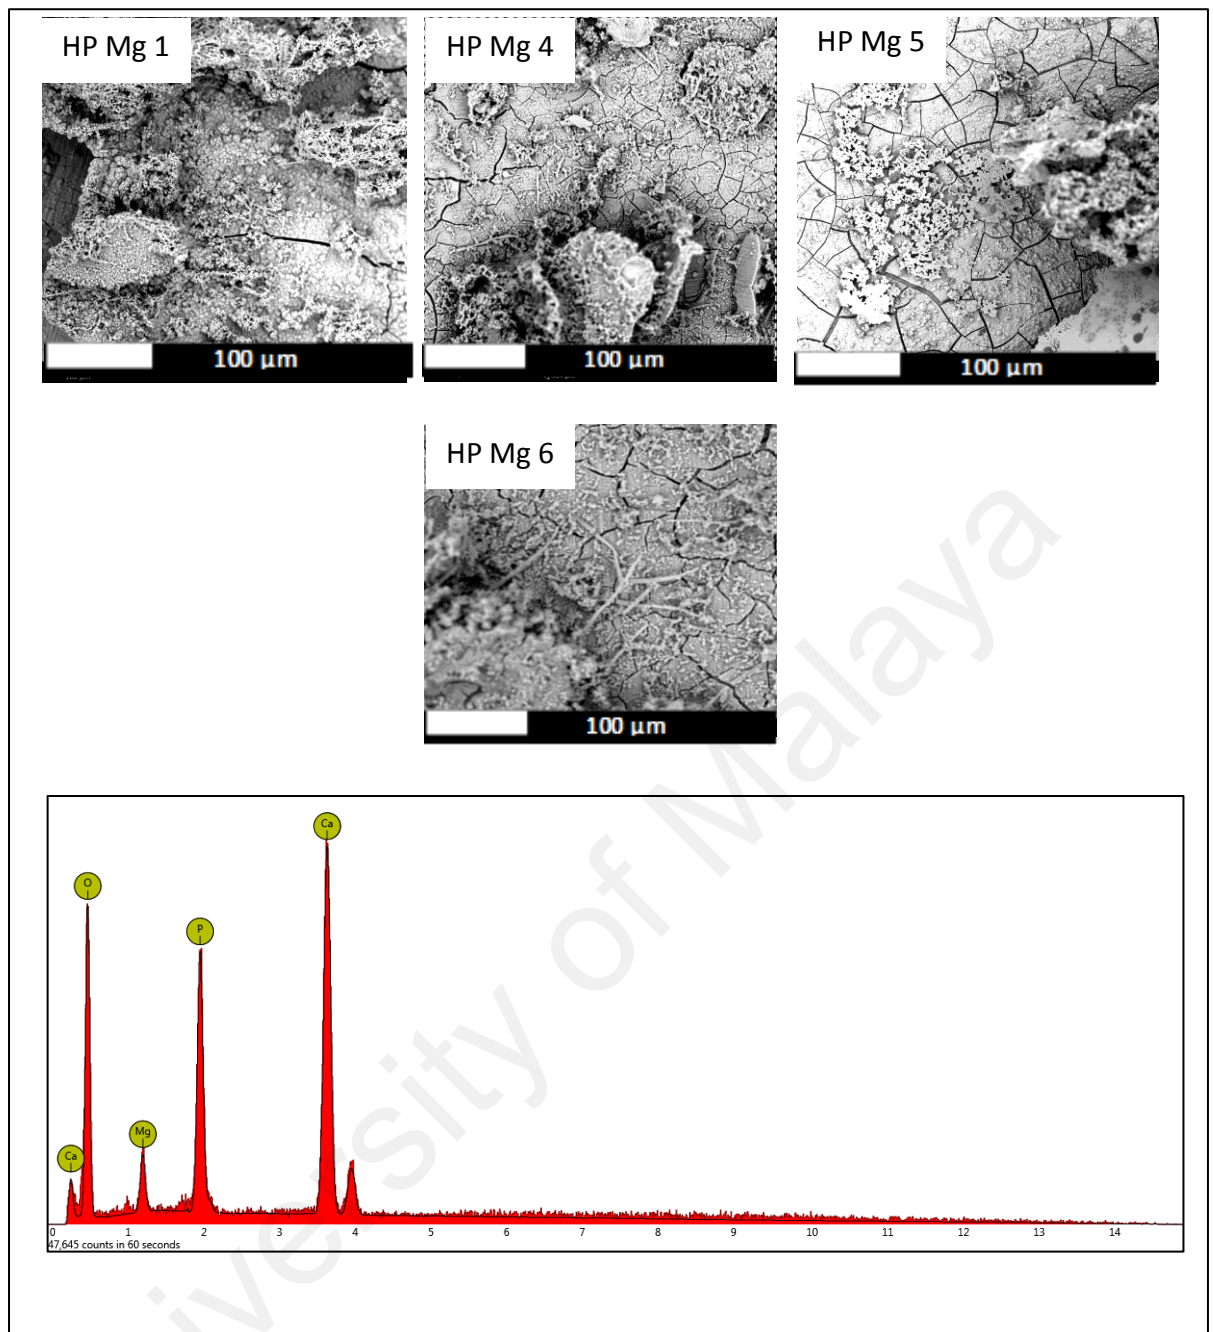 HP Mg 1
HP Mg 4
HP Mg 5
100 µm
100 µm
100 µm
HP Mg 6
100 µm
Ca
O
P
Mg
Ca
0 1 2 3 4 5 6 7 8 9 10 11 12 13 14
47,645 counts in 60 seconds
iversity of Malaya